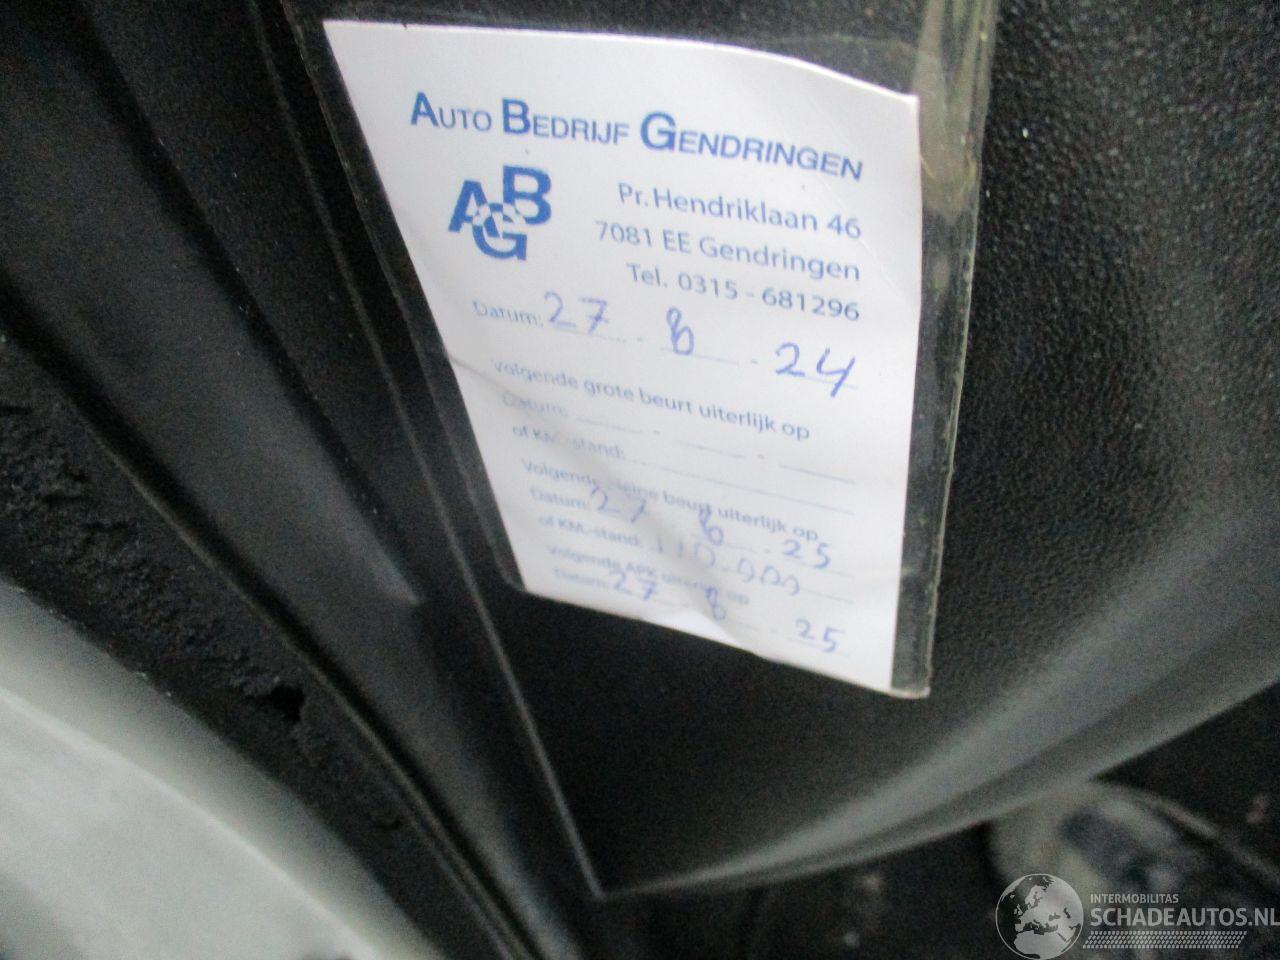 AUTO BEDRIJF GENDRINGEN
ABG
Pr. Hendriklaan 46
7081 EE Gendringen
Tel. 0315 - 681296
Datum: 27 - 8 - 24
Volgende grote beurt uiterlijk op
Datum: - -
of KM.-stand:
Volgende kleine beurt uiterlijk op
Datum: 27 8 - 25
of KM.-stand: 110.000
Volgende APK uiterlijk op
Datum: 27 8 - 25
INTERMOBILITAS
SCHADEAUTOS.NL